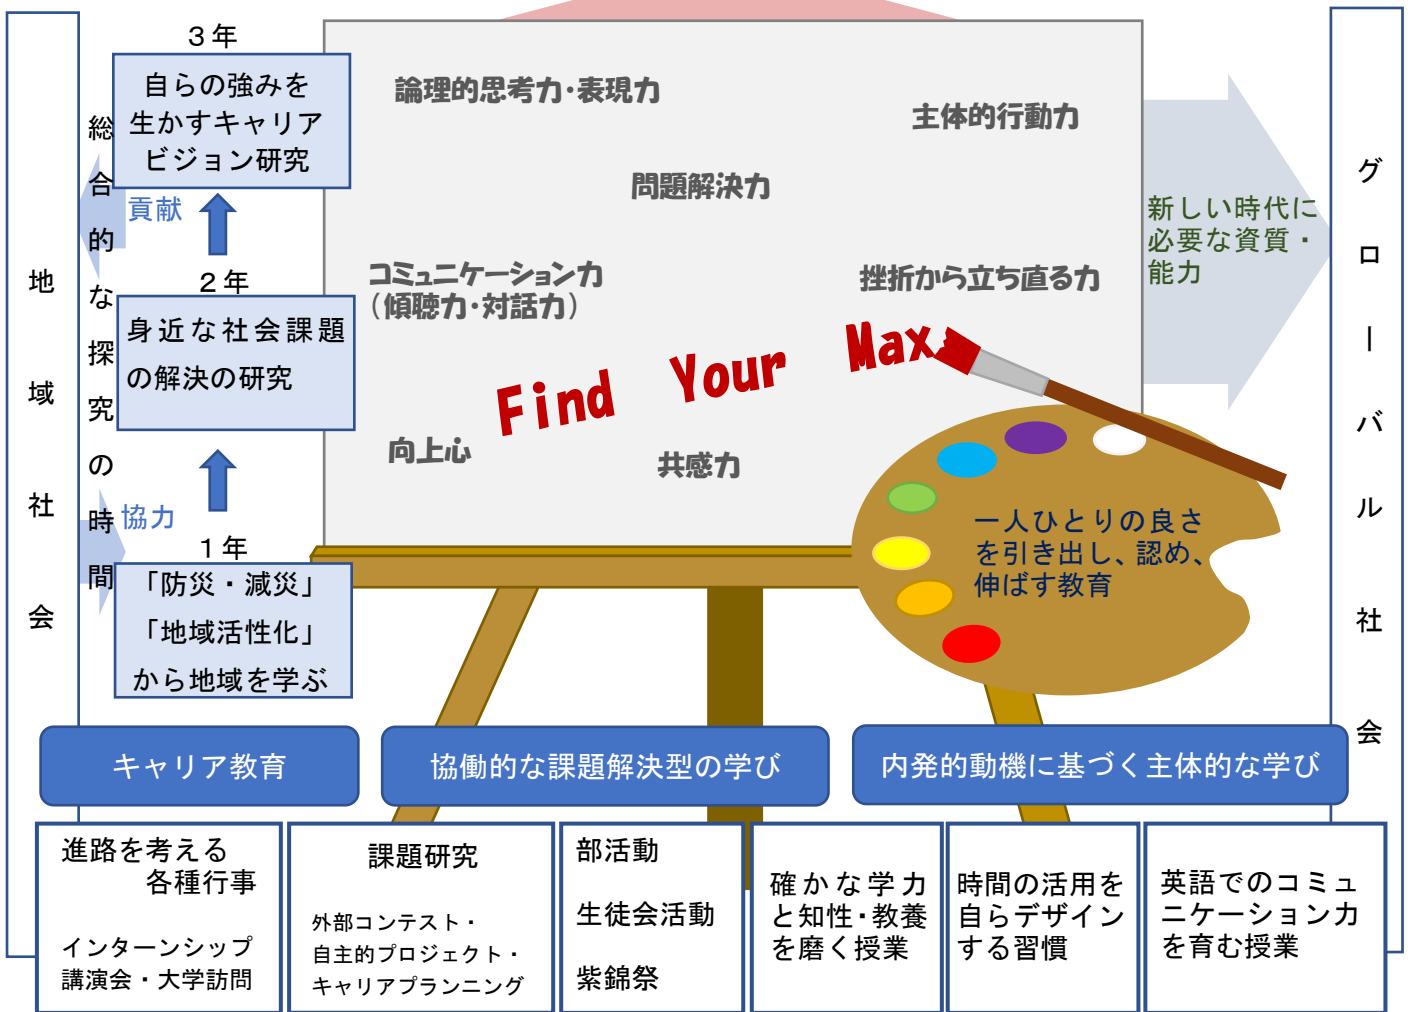 地域社会
総合的な探究の時間
３年
自らの強みを
生かすキャリア
ビジョン研究
貢献
２年
身近な社会課題
の解決の研究
協力
１年
「防災・減災」
「地域活性化」
から地域を学ぶ
論理的思考力・表現力
主体的行動力
問題解決力
コミュニケーション力
（傾聴力・対話力）
挫折から立ち直る力
Find Your Max
向上心
共感力
一人ひとりの良さ
を引き出し、認め、
伸ばす教育
新しい時代に
必要な資質・
能力
グローバル社会
キャリア教育
協働的な課題解決型の学び
内発的動機に基づく主体的な学び
進路を考える
各種行事
インターンシップ
講演会・大学訪問
課題研究
外部コンテスト・
自主的プロジェクト・
キャリアプランニング
部活動
生徒会活動
紫錦祭
確かな学力
と知性・教養
を磨く授業
時間の活用を
自らデザイン
する習慣
英語でのコミュ
ニケーション力
を育む授業